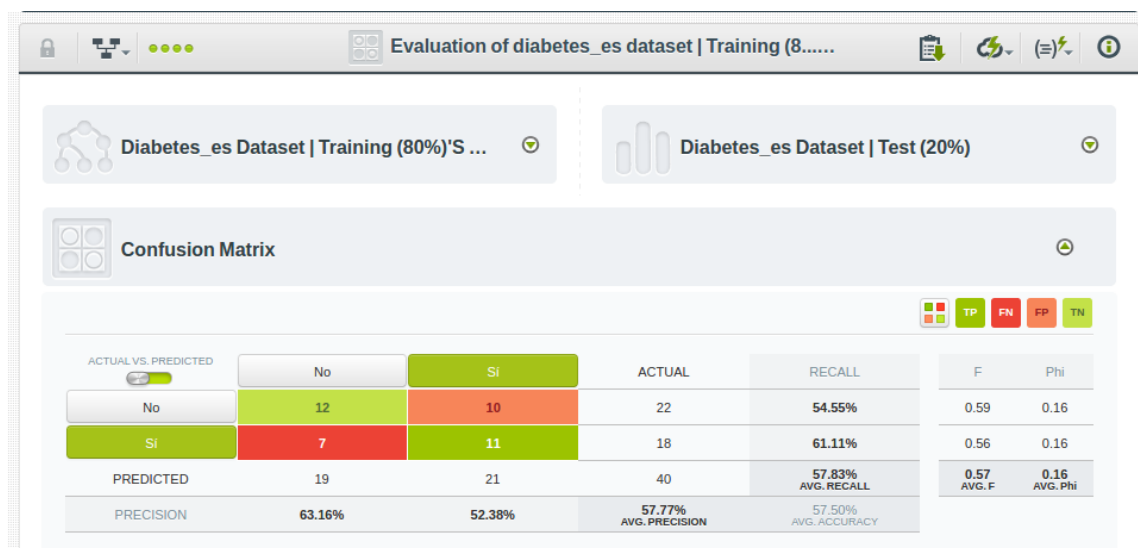 Evaluation of diabetes_es dataset | Training (8......
Diabetes_es Dataset | Training (80%)'S ...
Diabetes_es Dataset | Test (20%)
Confusion Matrix
TP FN FP TN
ACTUAL VS. PREDICTED No Sí ACTUAL RECALL F Phi
No 12 10 22 54.55% 0.59 0.16
Sí 7 11 18 61.11% 0.56 0.16
PREDICTED 19 21 40 57.83% AVG. RECALL 0.57 AVG. F 0.16 AVG. Phi
PRECISION 63.16% 52.38% 57.77% AVG. PRECISION 57.50% AVG. ACCURACY